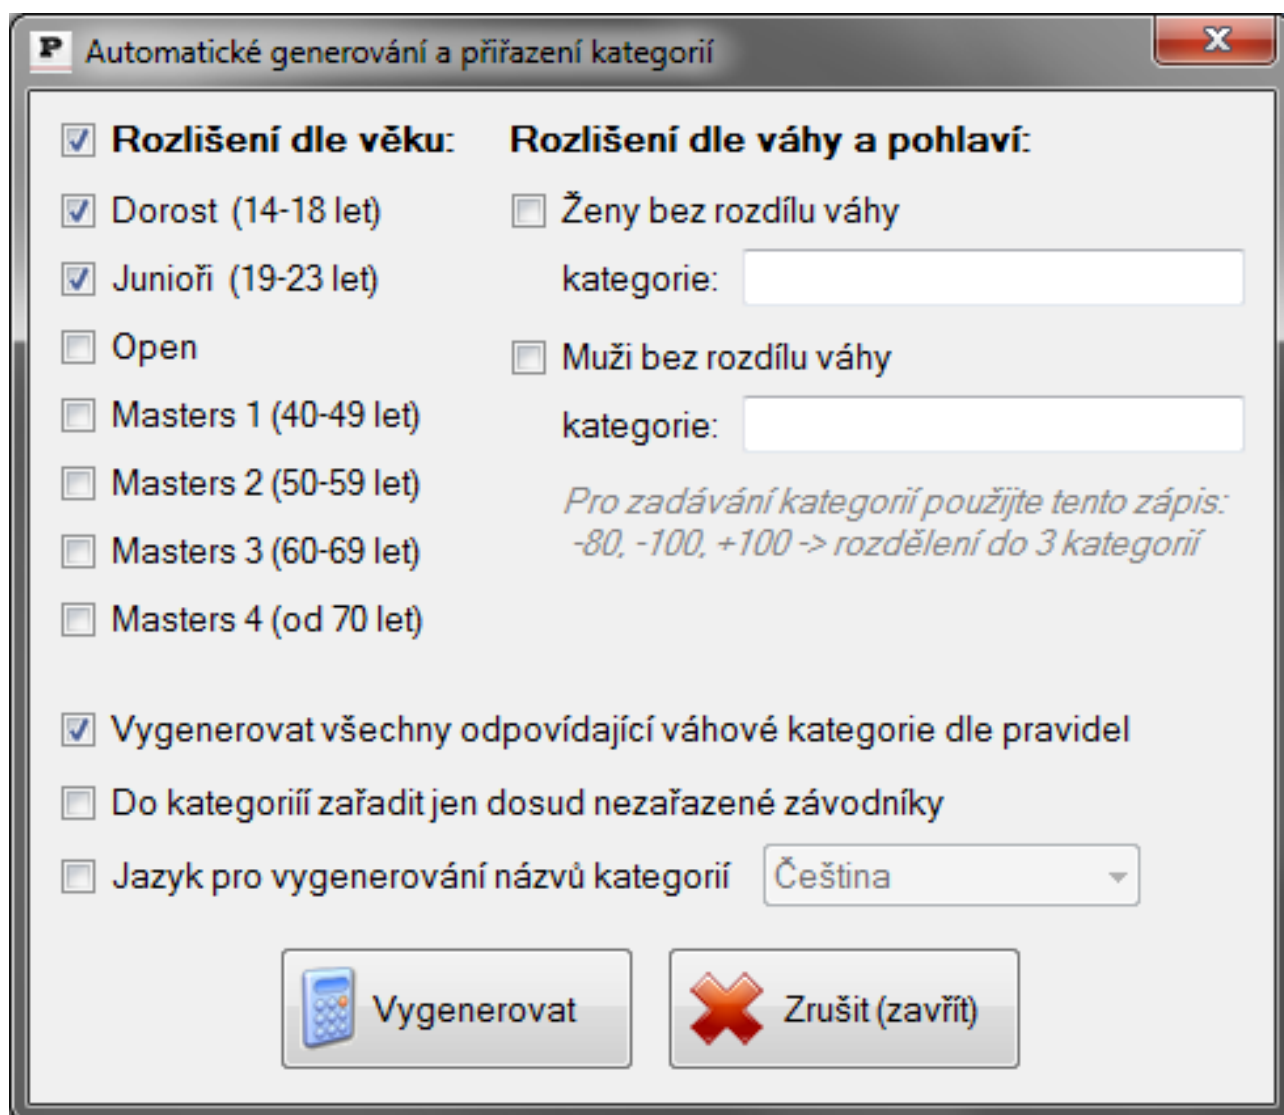 P Automatické generování a přiřazení kategorií
Rozlišení dle věku:
Dorost (14-18 let)
Junioři (19-23 let)
Open
Masters 1 (40-49 let)
Masters 2 (50-59 let)
Masters 3 (60-69 let)
Masters 4 (od 70 let)
Rozlišení dle váhy a pohlaví:
Ženy bez rozdílu váhy
kategorie:
Muži bez rozdílu váhy
kategorie:
Pro zadávání kategorií použijte tento zápis:
-80, -100, +100 -> rozdělení do 3 kategorií
Vygenerovat všechny odpovídající váhové kategorie dle pravidel
Do kategoriíí zařadit jen dosud nezařazené závodníky
Jazyk pro vygenerování názvů kategorií Čeština
Vygenerovat Zrušit (zavřít)